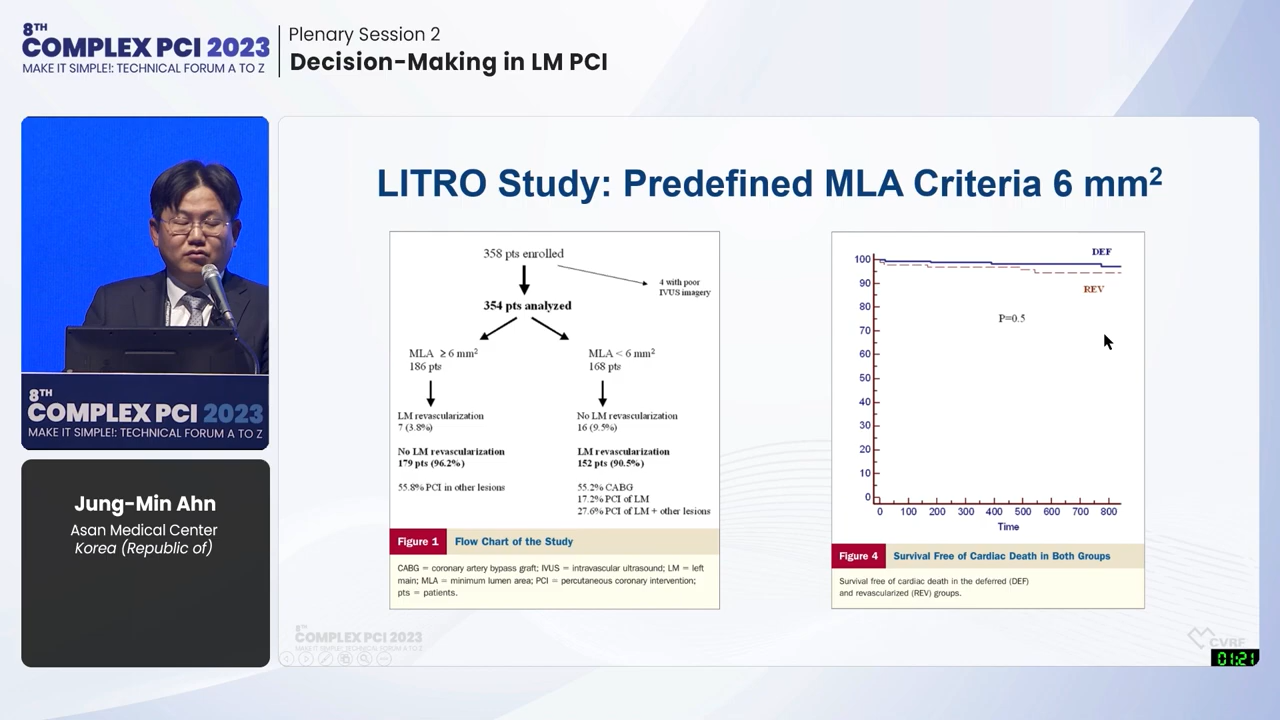 8TH
COMPLEX PCI 2023
MAKE IT SIMPLE!: TECHNICAL FORUM A TO Z
Plenary Session 2
Decision-Making in LM PCI
8TH
COMPLEX PCI 2023
MAKE IT SIMPLE!: TECHNICAL FORUM A TO Z
Jung-Min Ahn
Asan Medical Center
Korea (Republic of)
LITRO Study: Predefined MLA Criteria 6 mm²
358 pts enrolled
4 with poor
IVUS imagery
354 pts analyzed
MLA ≥ 6 mm²
186 pts
MLA < 6 mm²
168 pts
LM revascularization
7 (3.8%)
No LM revascularization
16 (9.5%)
No LM revascularization
179 pts (96.2%)
LM revascularization
152 pts (90.5%)
55.8% PCI in other lesions
55.2% CABG
17.2% PCI of LM
27.6% PCI of LM + other lesions
Figure 1 Flow Chart of the Study
CABG = coronary artery bypass graft; IVUS = intravascular ultrasound; LM = left
main; MLA = minimum lumen area; PCI = percutaneous coronary intervention;
pts = patients.
DEF
REV
P=0.5
100
90
80
70
60
50
40
30
20
10
0
0 100 200 300 400 500 600 700 800
Time
Figure 4 Survival Free of Cardiac Death in Both Groups
Survival free of cardiac death in the deferred (DEF)
and revascularized (REV) groups.
8TH
COMPLEX PCI 2023
MAKE IT SIMPLE!: TECHNICAL FORUM A TO Z
CVRF
01:21